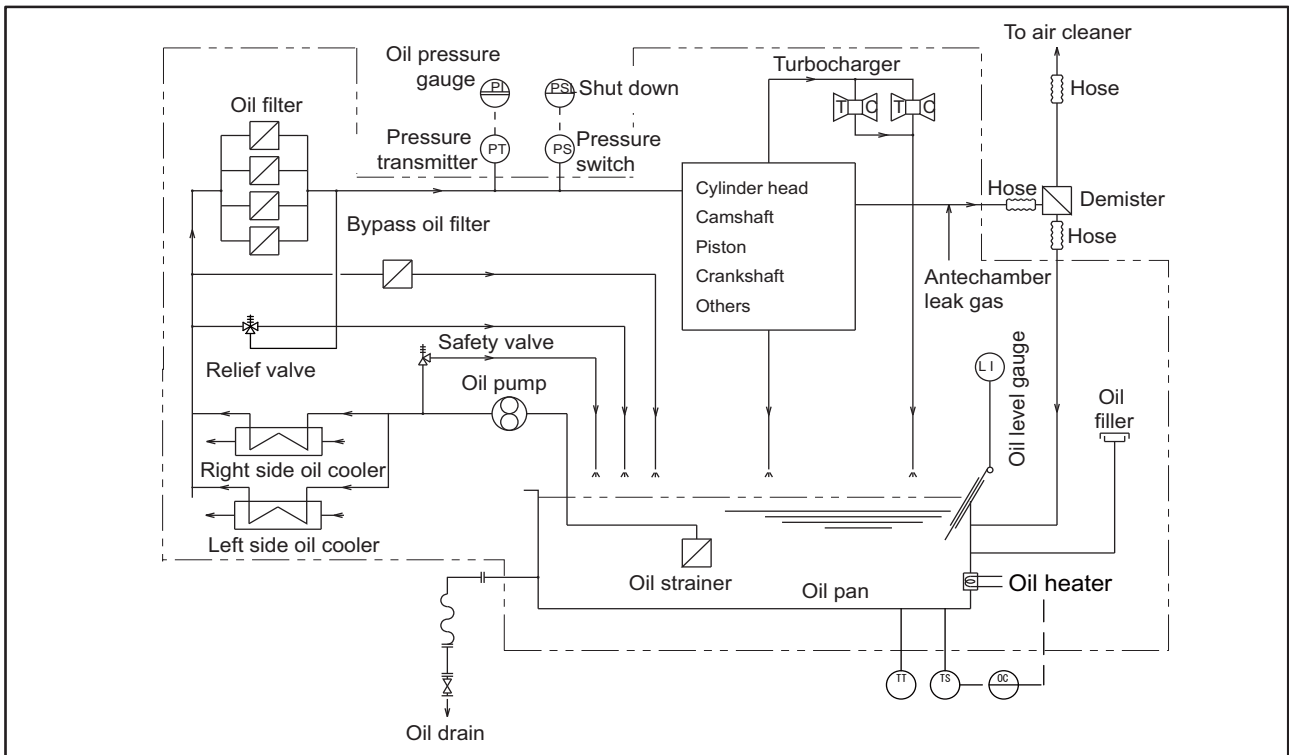 To air cleaner
Oil pressure
gauge
PI
PSI
Shut down
Turbocharger
Hose
Oil filter
T C
T C
Pressure
transmitter
PT
PS
Pressure
switch
Cylinder head
Camshaft
Piston
Crankshaft
Others
Hose
Demister
Bypass oil filter
Hose
Antechamber
leak gas
Relief valve
Safety valve
Oil pump
L I
Oil level gauge
Oil
filler
Right side oil cooler
Left side oil cooler
Oil strainer
Oil pan
Oil heater
TT
TS
OC
Oil drain